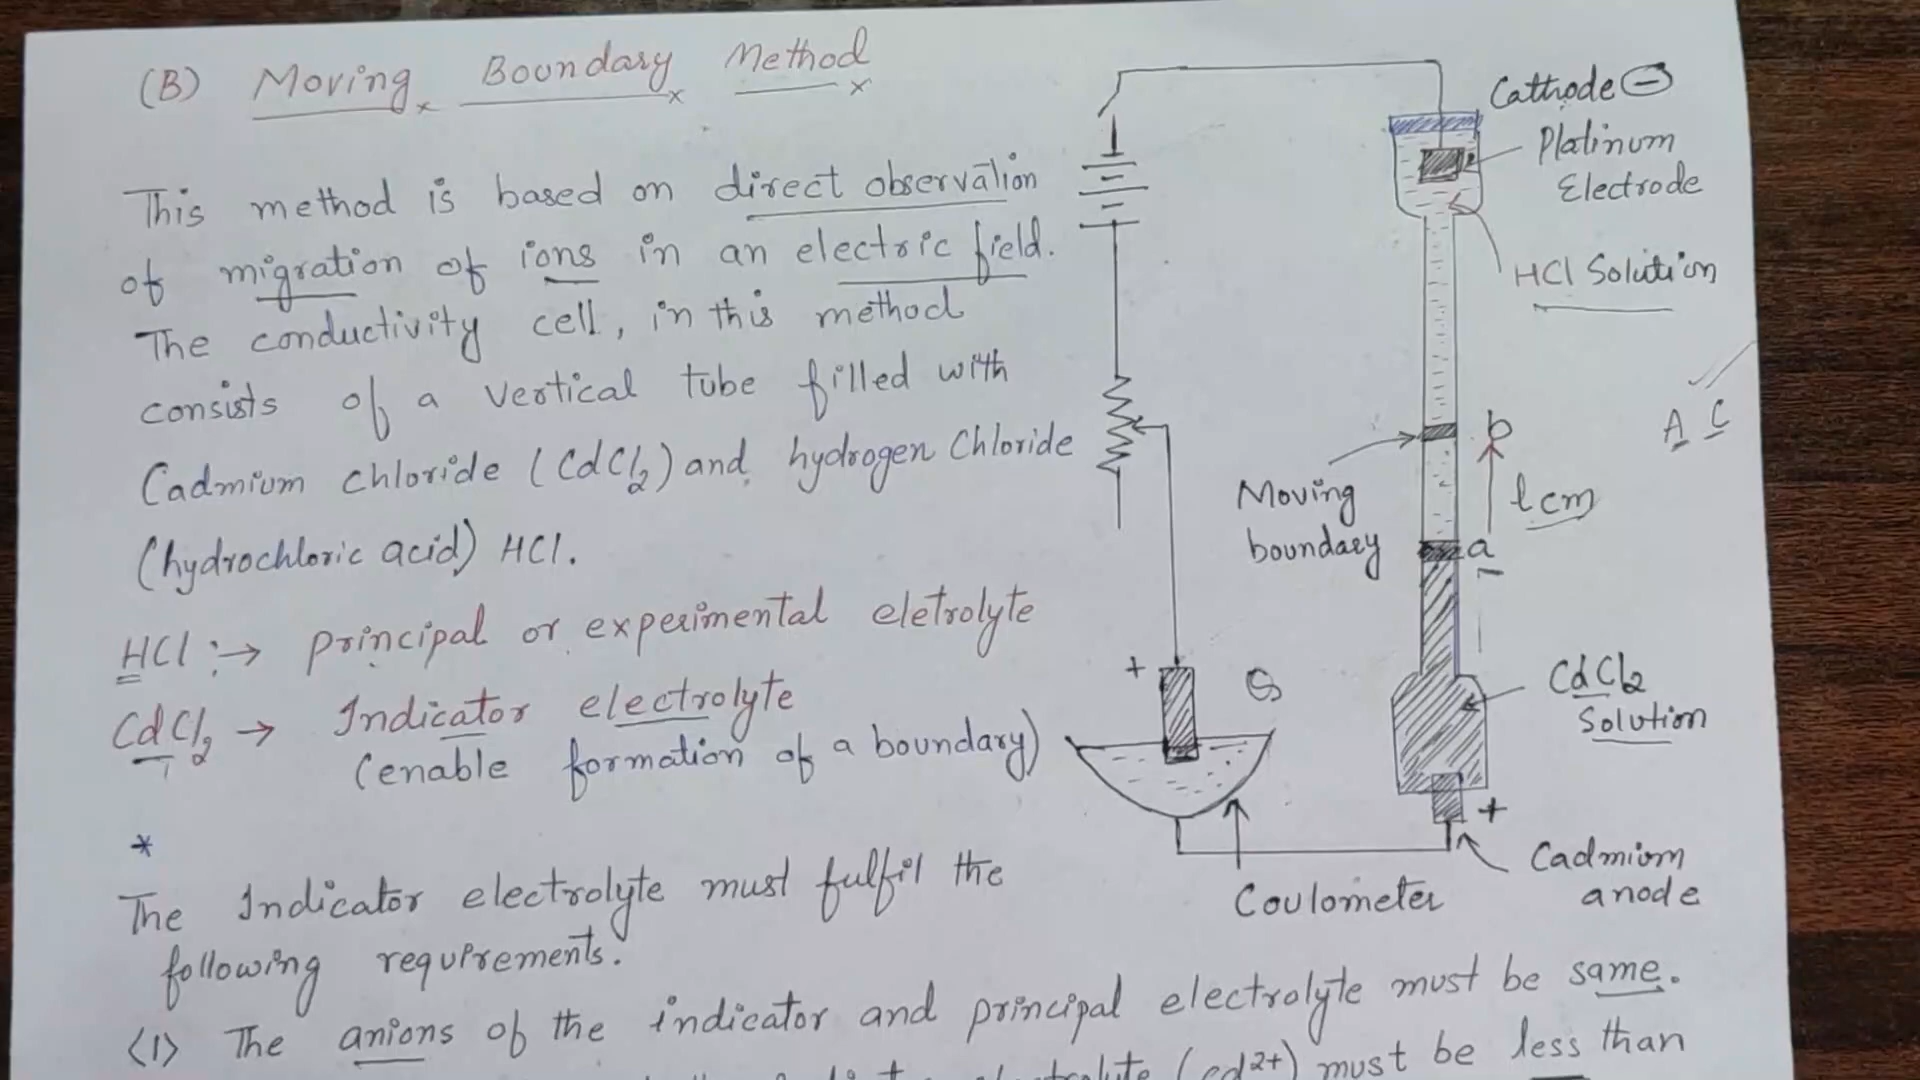 (B) Moving Boundary Method
This method is based on direct observation
of migration of ions in an electric field.
The conductivity cell, in this method
consists of a vertical tube filled with
Cadmium chloride (CdCl2) and hydrogen Chloride
(hydrochloric acid) HCl.
HCl :→ principal or experimental eletrolyte
CdCl2 → Indicator electrolyte
(enable formation of a boundary)
*
The Indicator electrolyte must fulfil the
following requirements.
(1) The anions of the indicator and principal electrolyte must be same.
(cd2+) must be less than
Cathode ⊖
Platinum
Electrode
HCl Solution
A C
b
l cm
Moving
boundary
a
+
CdCl2
Solution
+
Cadmium
anode
Coulometer